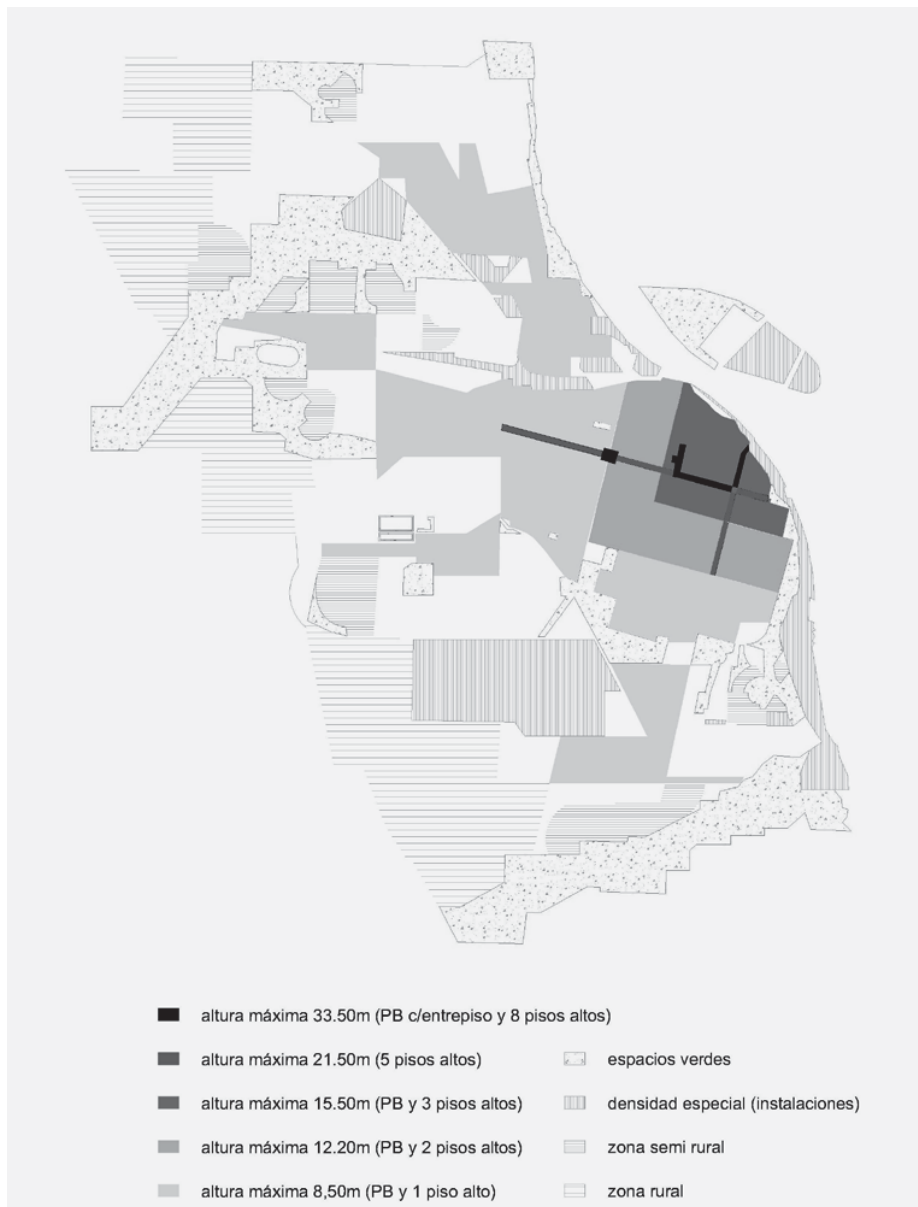 altura máxima 33.50m (PB c/entrepiso y 8 pisos altos)
altura máxima 21.50m (5 pisos altos)
altura máxima 15.50m (PB y 3 pisos altos)
altura máxima 12.20m (PB y 2 pisos altos)
altura máxima 8,50m (PB y 1 piso alto)
espacios verdes
densidad especial (instalaciones)
zona semi rural
zona rural